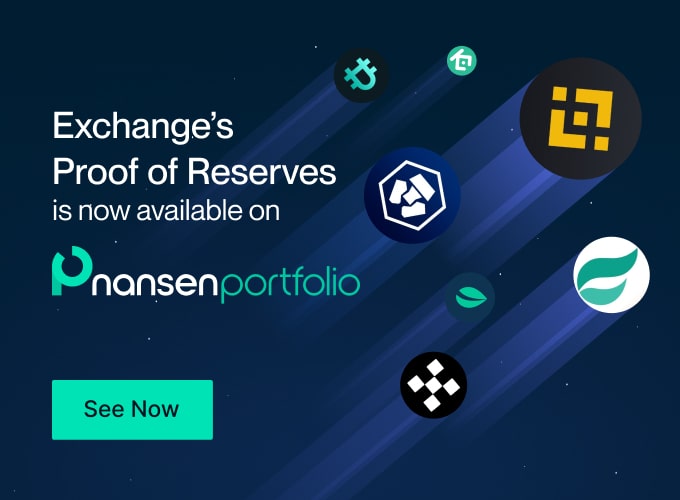 Exchange’s
Proof of Reserves
is now available on
nansenportfolio
See Now